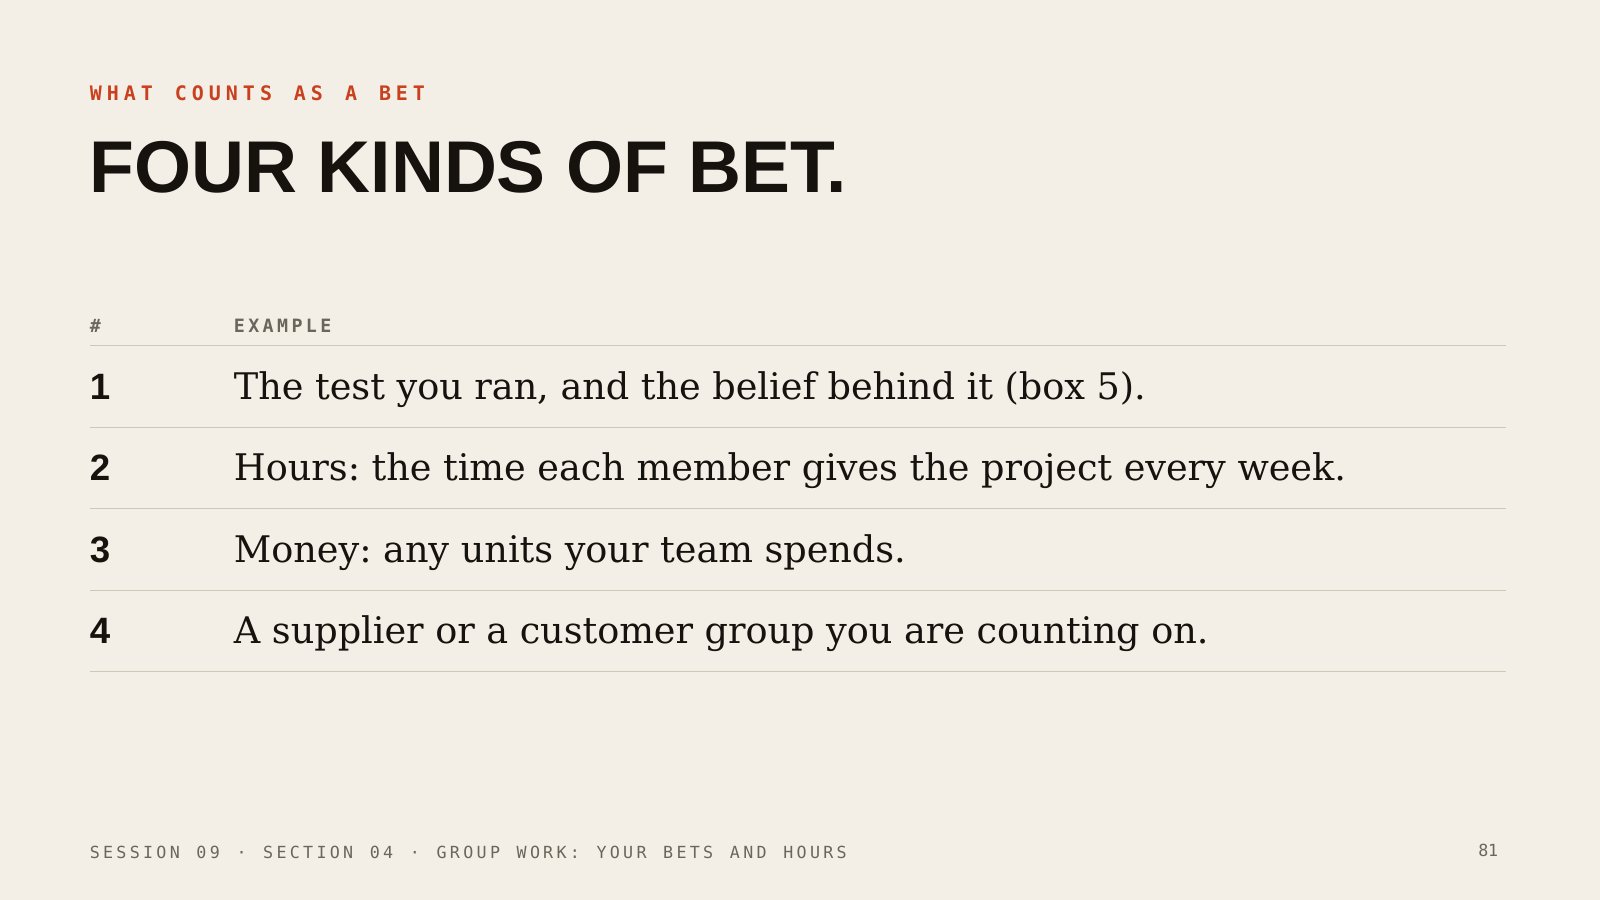 WHAT COUNTS AS A BET
FOUR KINDS OF BET.
# EXAMPLE
1 The test you ran, and the belief behind it (box 5).
2 Hours: the time each member gives the project every week.
3 Money: any units your team spends.
4 A supplier or a customer group you are counting on.
SESSION 09 · SECTION 04 · GROUP WORK: YOUR BETS AND HOURS 81